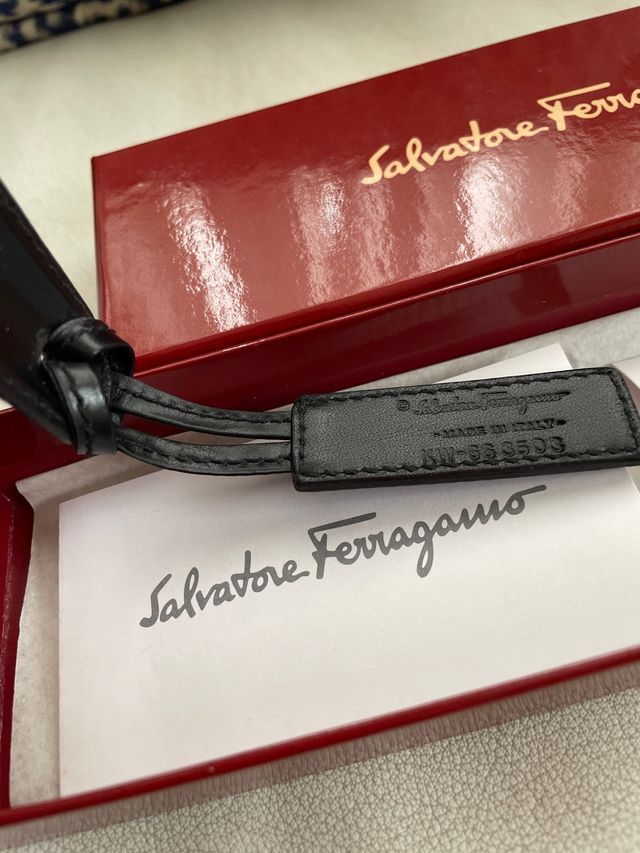 Salvatore Ferra
© Salvatore Ferragamo
- MADE IN ITALY -
Salvatore Ferragamo